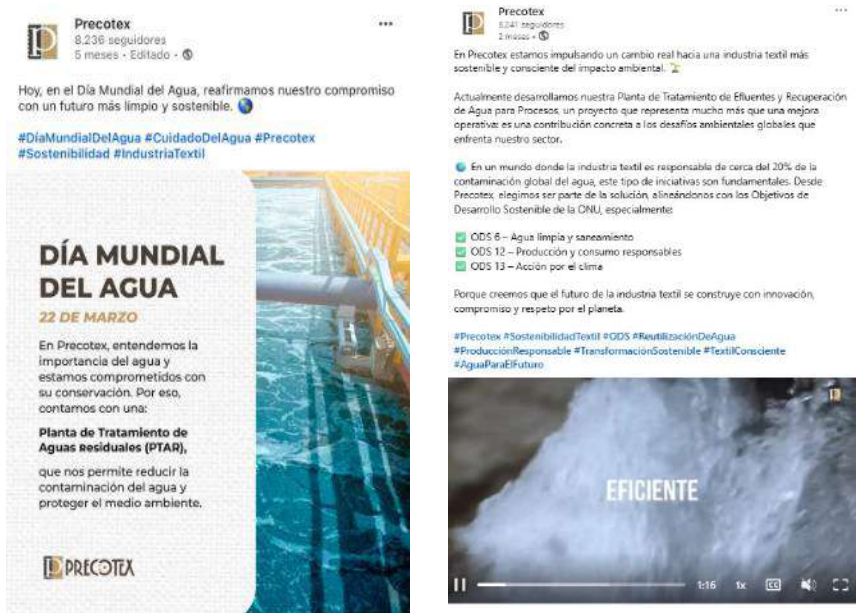 Precotex
8.236 seguidores
5 meses • Editado •
Hoy, en el Día Mundial del Agua, reafirmamos nuestro compromiso
con un futuro más limpio y sostenible.
#DíaMundialDelAgua #CuidadoDelAgua #Precotex
#Sostenibilidad #IndustriaTextil
DÍA MUNDIAL
DEL AGUA
22 DE MARZO
En Precotex, entendemos la
importancia del agua y
estamos comprometidos con
su conservación. Por eso,
contamos con una:
Planta de Tratamiento de
Aguas Residuales (PTAR),
que nos permite reducir la
contaminación del agua y
proteger el medio ambiente.
PRECOTEX
Precotex
8.241 seguidores
2 meses •
En Precotex estamos impulsando un cambio real hacia una industria textil más
sostenible y consciente del impacto ambiental.
Actualmente desarrollamos nuestra Planta de Tratamiento de Efluentes y Recuperación
de Agua para Procesos, un proyecto que representa mucho más que una mejora
operativa: es una contribución concreta a los desafíos ambientales globales que
enfrenta nuestro sector.
En un mundo donde la industria textil es responsable de cerca del 20% de la
contaminación global del agua, este tipo de iniciativas son fundamentales. Desde
Precotex, elegimos ser parte de la solución, alineándonos con los Objetivos de
Desarrollo Sostenible de la ONU, especialmente:
ODS 6 – Agua limpia y saneamiento
ODS 12 – Producción y consumo responsables
ODS 13 – Acción por el clima
Porque creemos que el futuro de la industria textil se construye con innovación,
compromiso y respeto por el planeta.
#Precotex #SostenibilidadTextil #ODS #ReutilizaciónDeAgua
#ProducciónResponsable #TransformaciónSostenible #TextilConsciente
#AguaParaElFuturo
EFICIENTE
1:16 1x CC